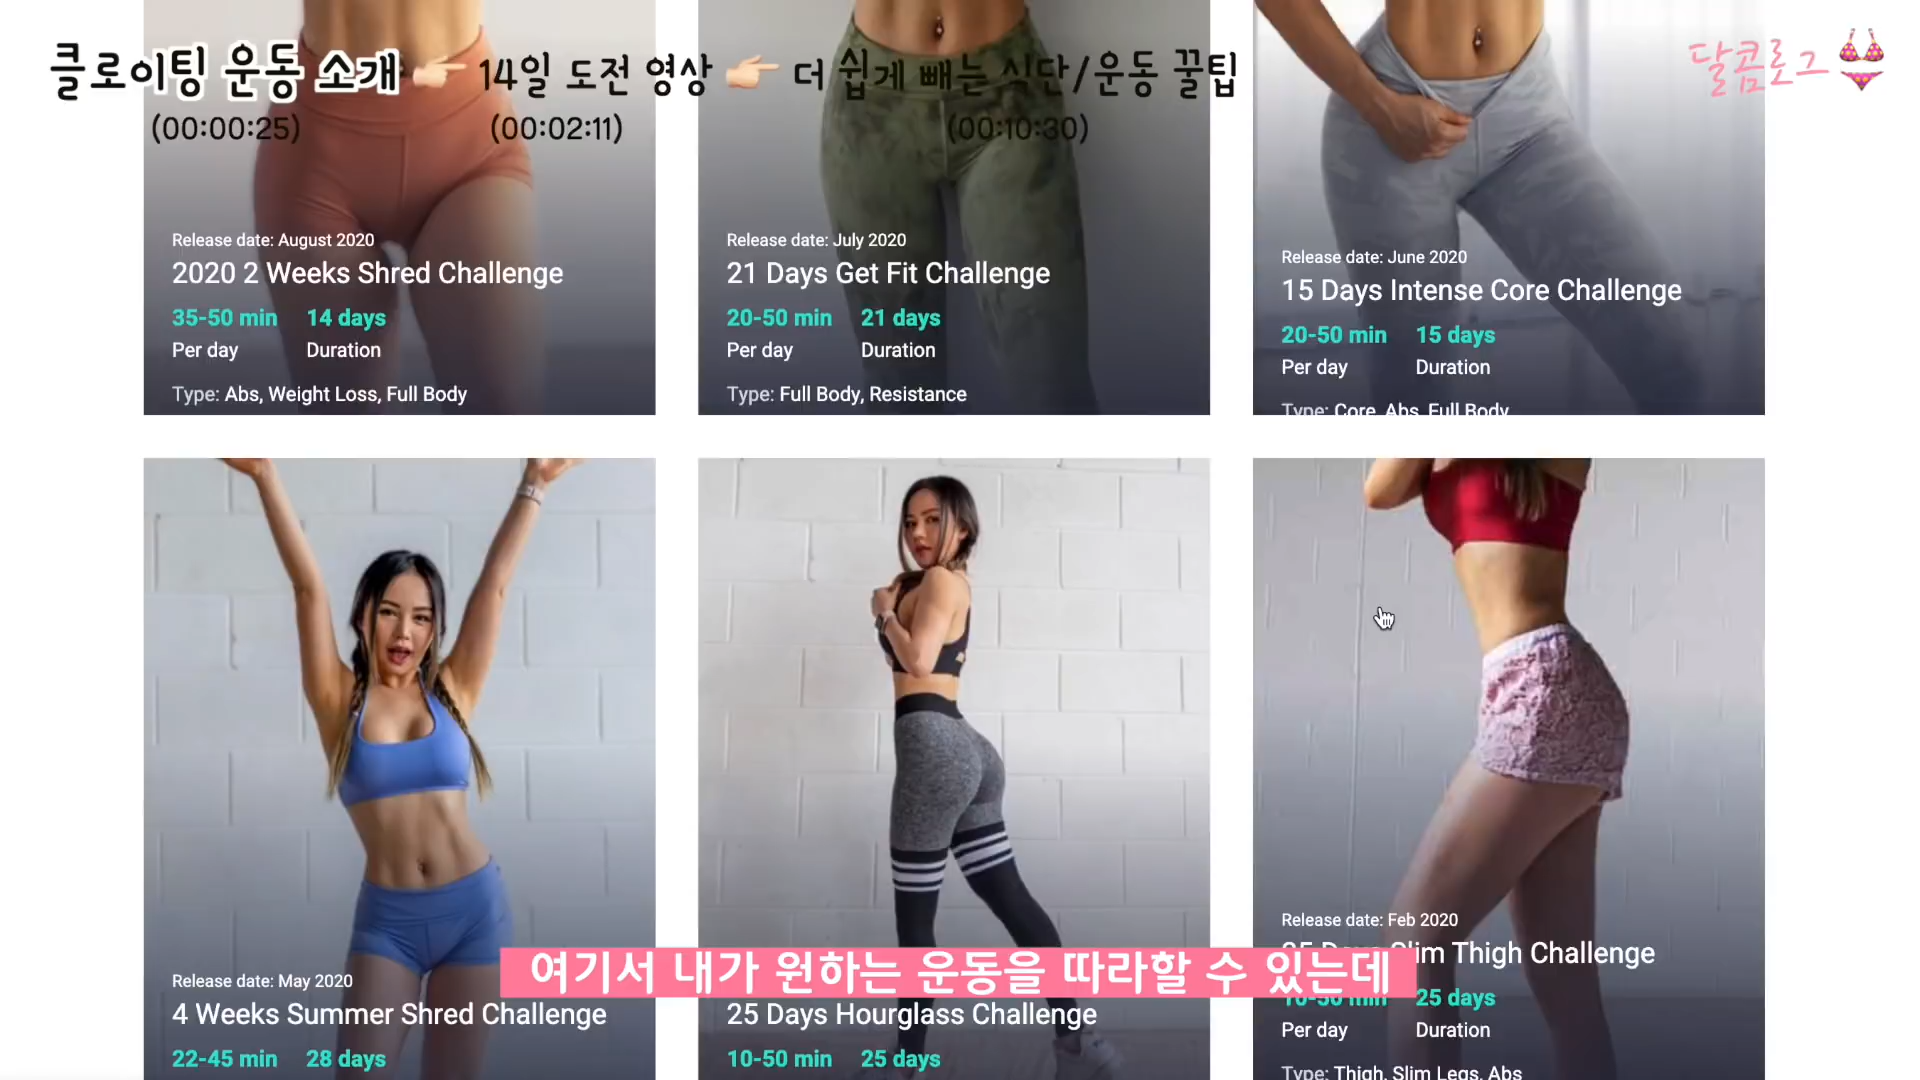 클로이팅 운동 소개 👉🏻 14일 도전 영상 👉🏻 더 쉽게 빼는 식단/운동 꿀팁
(00:00:25) (00:02:11) (00:10:30)
달콤로그
Release date: August 2020
2020 2 Weeks Shred Challenge
35-50 min 14 days
Per day Duration
Type: Abs, Weight Loss, Full Body
Release date: July 2020
21 Days Get Fit Challenge
20-50 min 21 days
Per day Duration
Type: Full Body, Resistance
Release date: June 2020
15 Days Intense Core Challenge
20-50 min 15 days
Per day Duration
Type: Core, Abs, Full Body
Release date: May 2020
4 Weeks Summer Shred Challenge
22-45 min 28 days
25 Days Hourglass Challenge
10-50 min 25 days
Release date: Feb 2020
25 Days Slim Thigh Challenge
10-50 min 25 days
Per day Duration
Type: Thigh, Slim Legs, Abs
여기서 내가 원하는 운동을 따라할 수 있는데